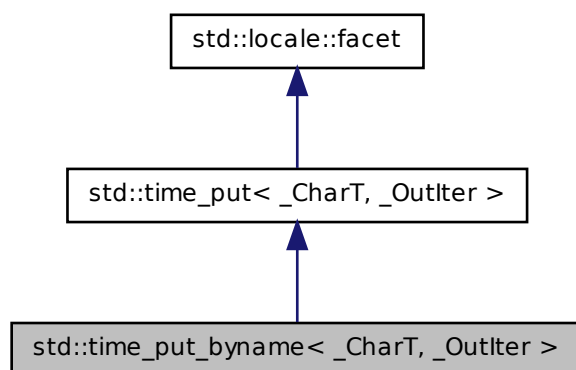 std::locale::facet
std::time_put< _CharT, _OutIter >
std::time_put_byname< _CharT, _OutIter >